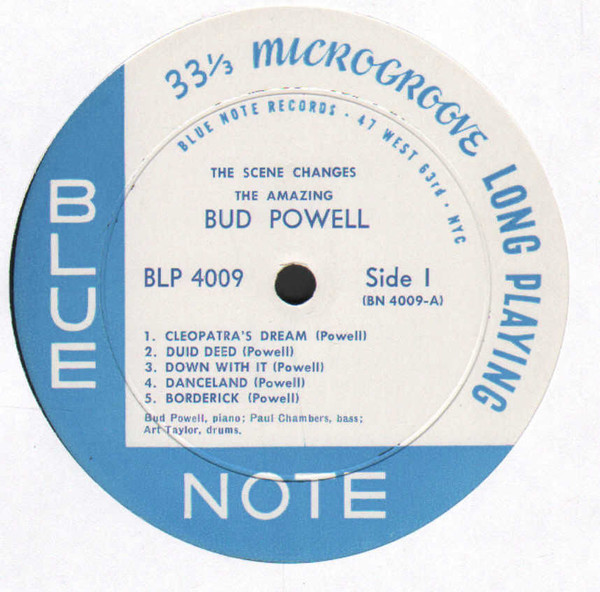 33⅓ MICROGROOVE LONG PLAYING
BLUE NOTE RECORDS · 47 WEST 63rd · NYC
THE SCENE CHANGES
THE AMAZING
BUD POWELL
BLP 4009 Side 1
(BN 4009-A)
1. CLEOPATRA'S DREAM (Powell)
2. DUID DEED (Powell)
3. DOWN WITH IT (Powell)
4. DANCELAND (Powell)
5. BORDERICK (Powell)
Bud Powell, piano; Paul Chambers, bass;
Art Taylor, drums.
BLUE
NOTE